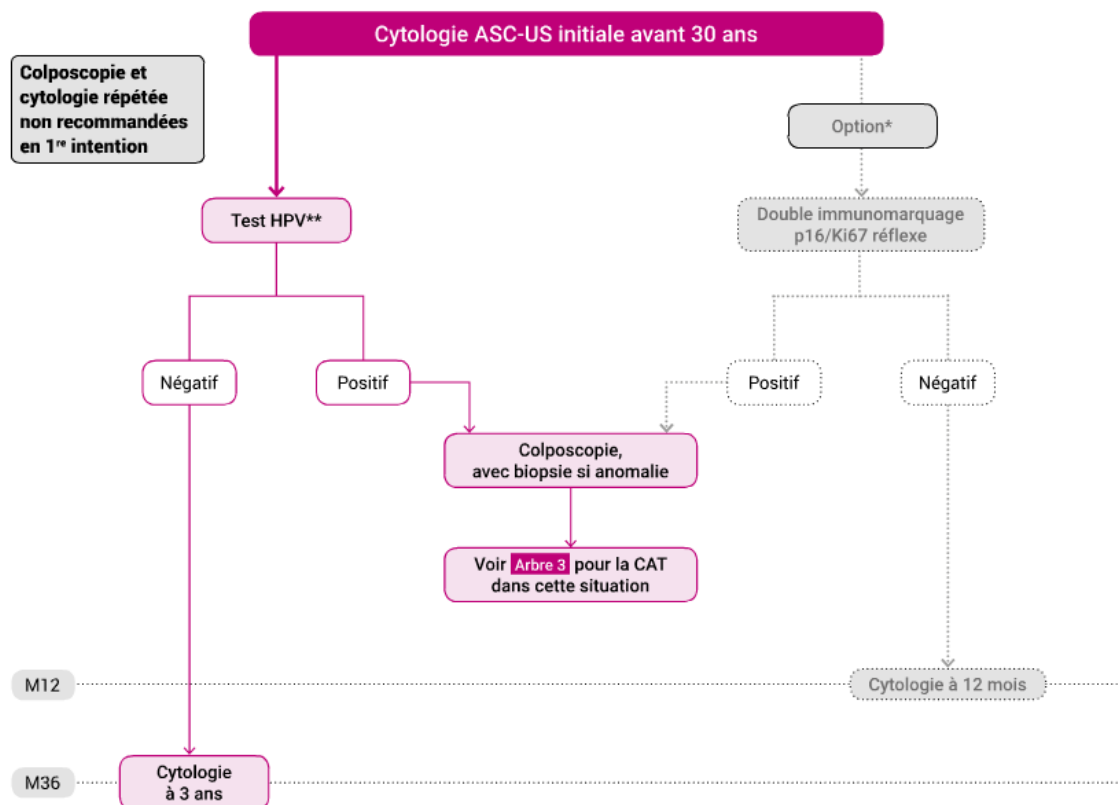 Cytologie ASC-US initiale avant 30 ans
Colposcopie et
cytologie répétée
non recommandées
en 1re intention
Option*
Test HPV**
Double immunomarquage
p16/Ki67 réflexe
Négatif
Positif
Positif
Négatif
Colposcopie,
avec biopsie si anomalie
Voir Arbre 3 pour la CAT
dans cette situation
M12
Cytologie à 12 mois
M36
Cytologie
à 3 ans